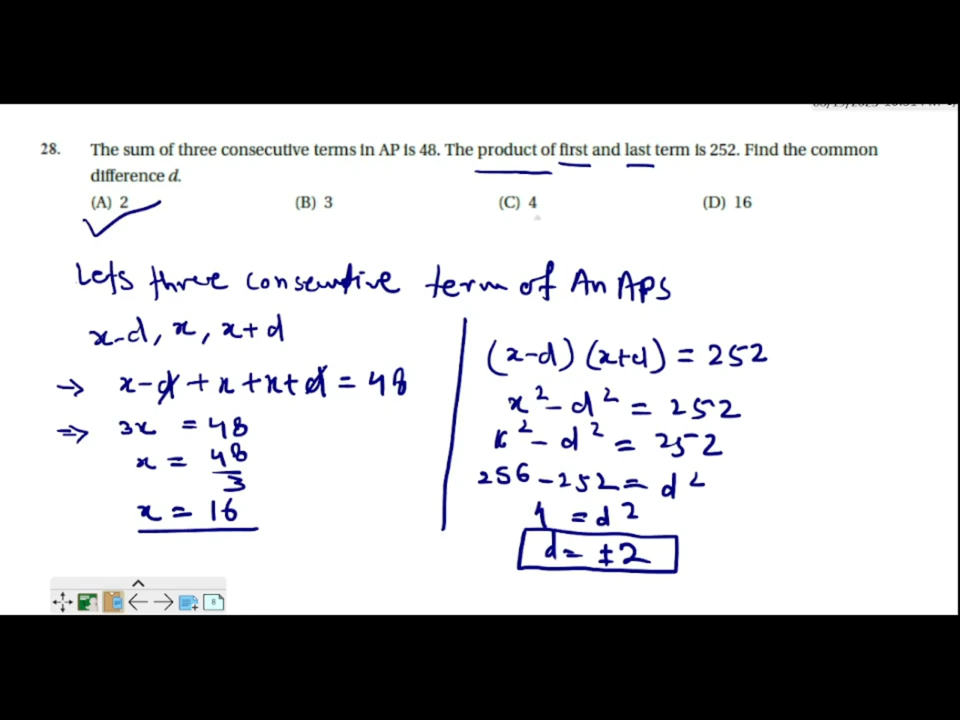 28. The sum of three consecutive terms in AP is 48. The product of first and last term is 252. Find the common
difference d.
(A) 2 (B) 3 (C) 4 (D) 16
Lets three consecutive term of An APS
x-d, x, x+d
→ x-d + x + x + d = 48
⇒ 3x = 48
x = 48/3
x = 16
(x-d) (x+d) = 252
x² - d² = 252
16² - d² = 252
256 - 252 = d²
4 = d²
d = ±2
8